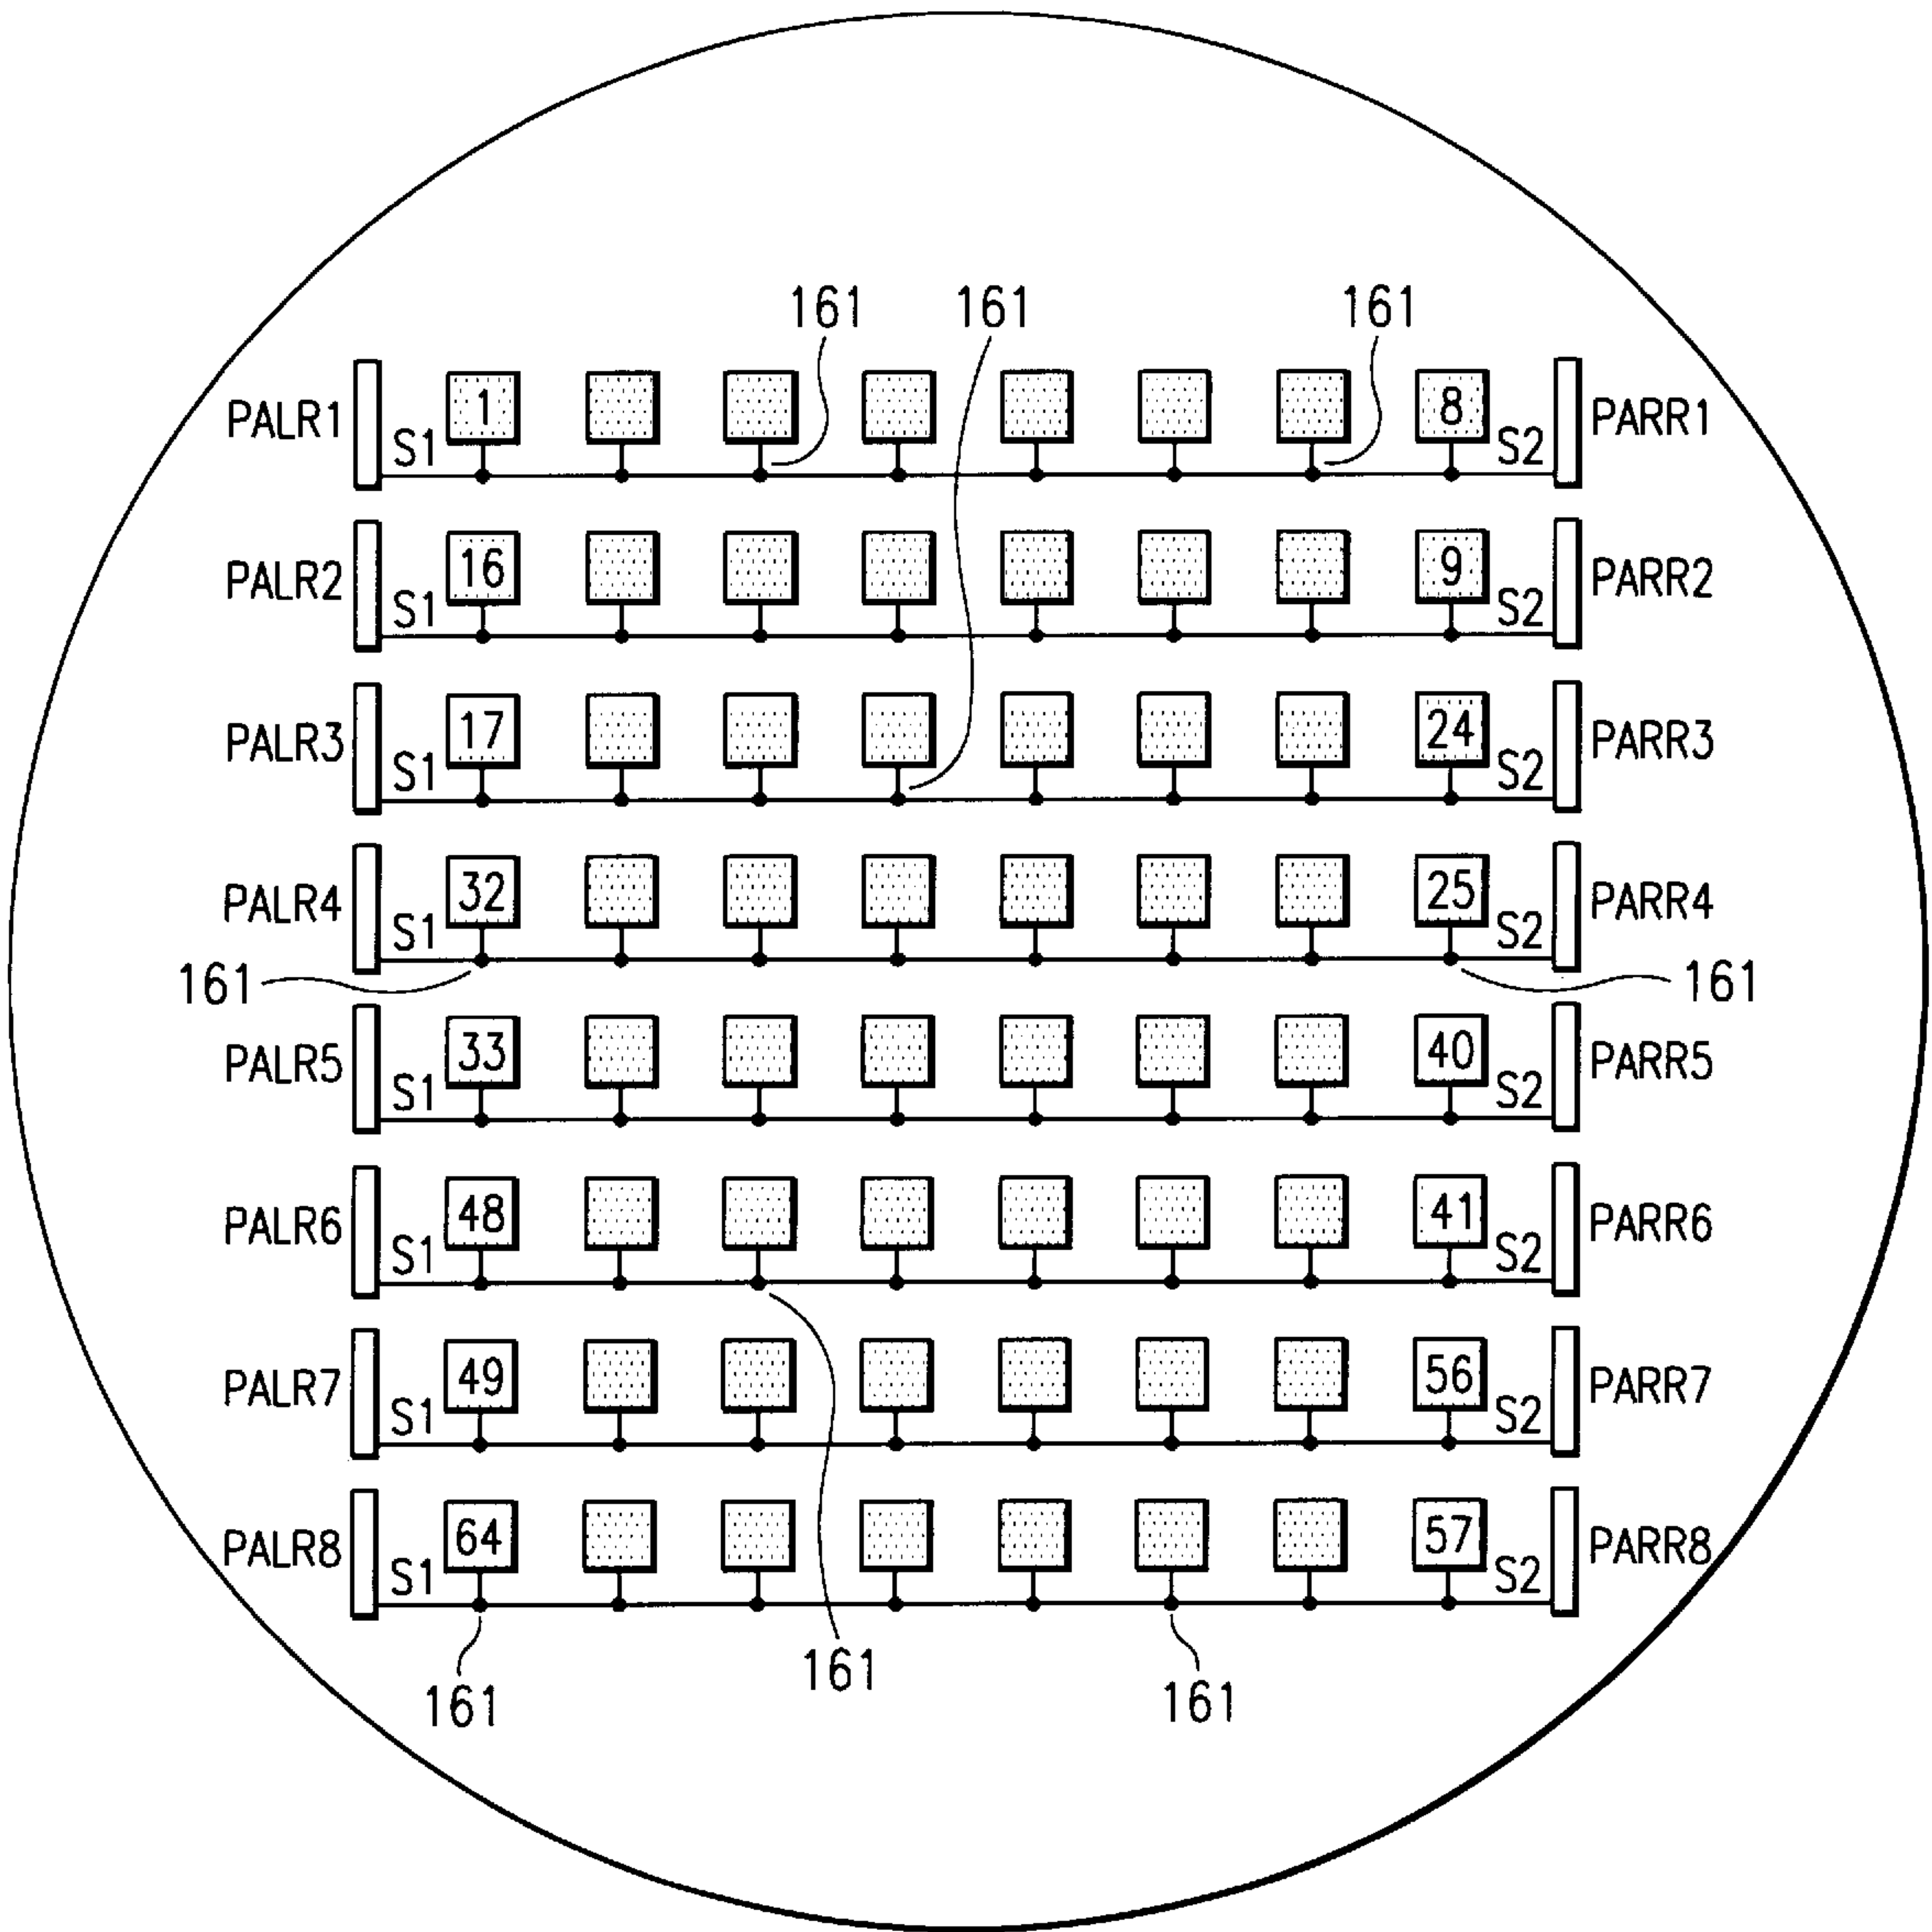 161 161 161
PALR1 S1 1 8 S2 PARR1
PALR2 S1 16 9 S2 PARR2
PALR3 S1 17 24 S2 PARR3
PALR4 S1 32 25 S2 PARR4
161 161
PALR5 S1 33 40 S2 PARR5
PALR6 S1 48 41 S2 PARR6
PALR7 S1 49 56 S2 PARR7
PALR8 S1 64 57 S2 PARR8
161 161 161